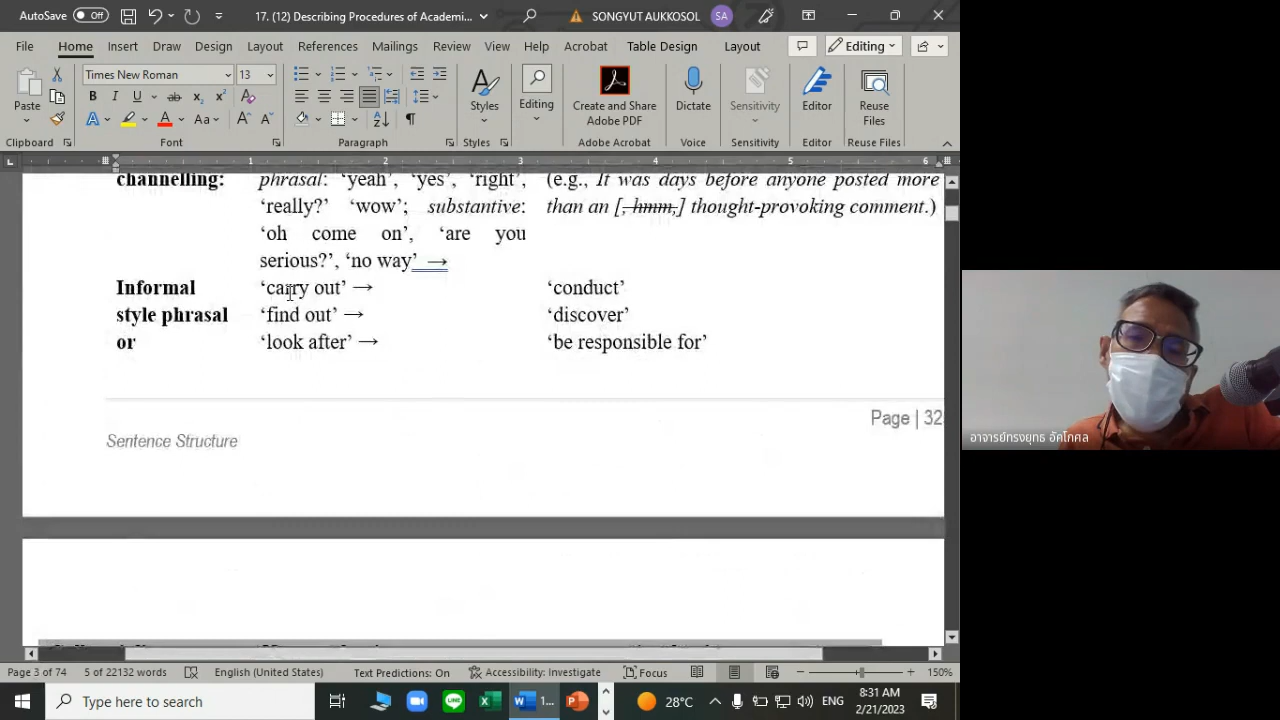 AutoSave Off 17. (12) Describing Procedures of Academi... SONGYUT AUKKOSOL SA
File Home Insert Draw Design Layout References Mailings Review View Help Acrobat Table Design Layout Editing
Times New Roman 13
Paste Styles Editing Create and Share Adobe PDF Dictate Sensitivity Editor Reuse Files
Clipboard Font Paragraph Styles Adobe Acrobat Voice Sensitivity Editor Reuse Files
1 2 3 4 5 6
channelling: phrasal: ‘yeah’, ‘yes’, ‘right’, (e.g., It was days before anyone posted more
‘really?’ ‘wow’; substantive: than an [, hmm,] thought-provoking comment.)
‘oh come on’, ‘are you
serious?’, ‘no way’ →
Informal ‘carry out’ → ‘conduct’
style phrasal ‘find out’ → ‘discover’
or ‘look after’ → ‘be responsible for’
Page | 32
Sentence Structure
อาจารย์ทรงยุทธ อัคโกศล
Page 3 of 74 5 of 22132 words English (United States) Text Predictions: On Accessibility: Investigate Focus 150%
Type here to search 1... 28°C ENG 8:31 AM
2/21/2023